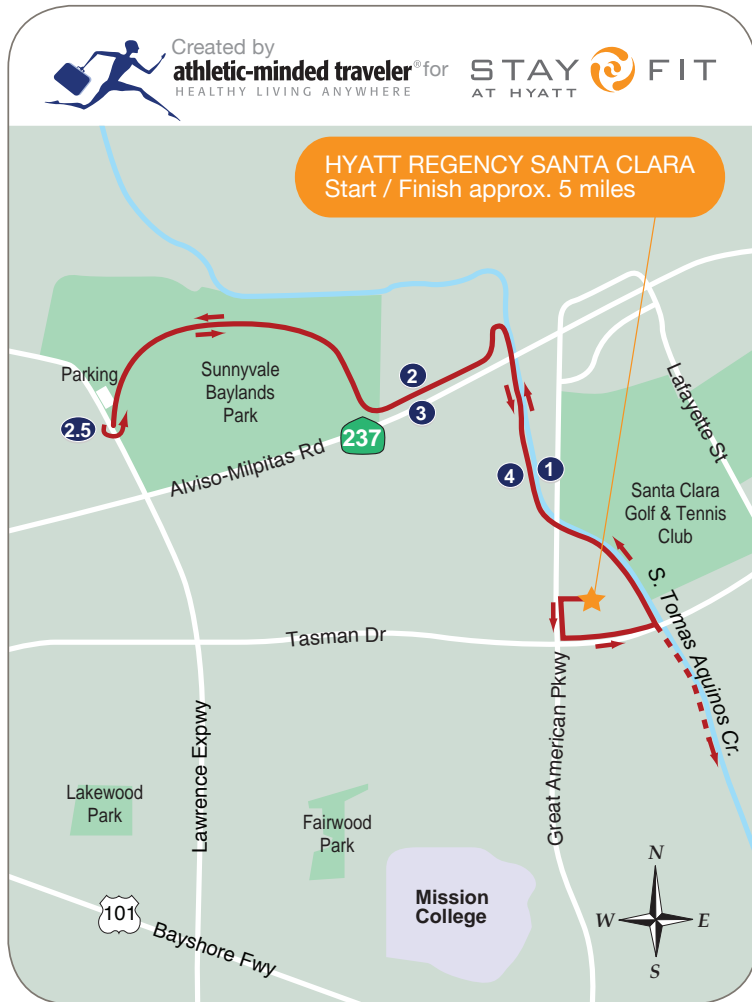 Created by
athletic-minded traveler® for
HEALTHY LIVING ANYWHERE
STAY FIT
AT HYATT
HYATT REGENCY SANTA CLARA
Start / Finish approx. 5 miles
Parking
Sunnyvale
Baylands
Park
2
3
2.5
237
Alviso-Milpitas Rd
Lafayette St
4
1
Santa Clara
Golf & Tennis
Club
S. Tomas Aquinos Cr.
Tasman Dr
Great American Pkwy
Lawrence Expwy
Lakewood
Park
Fairwood
Park
Mission
College
101
Bayshore Fwy
N
W E
S